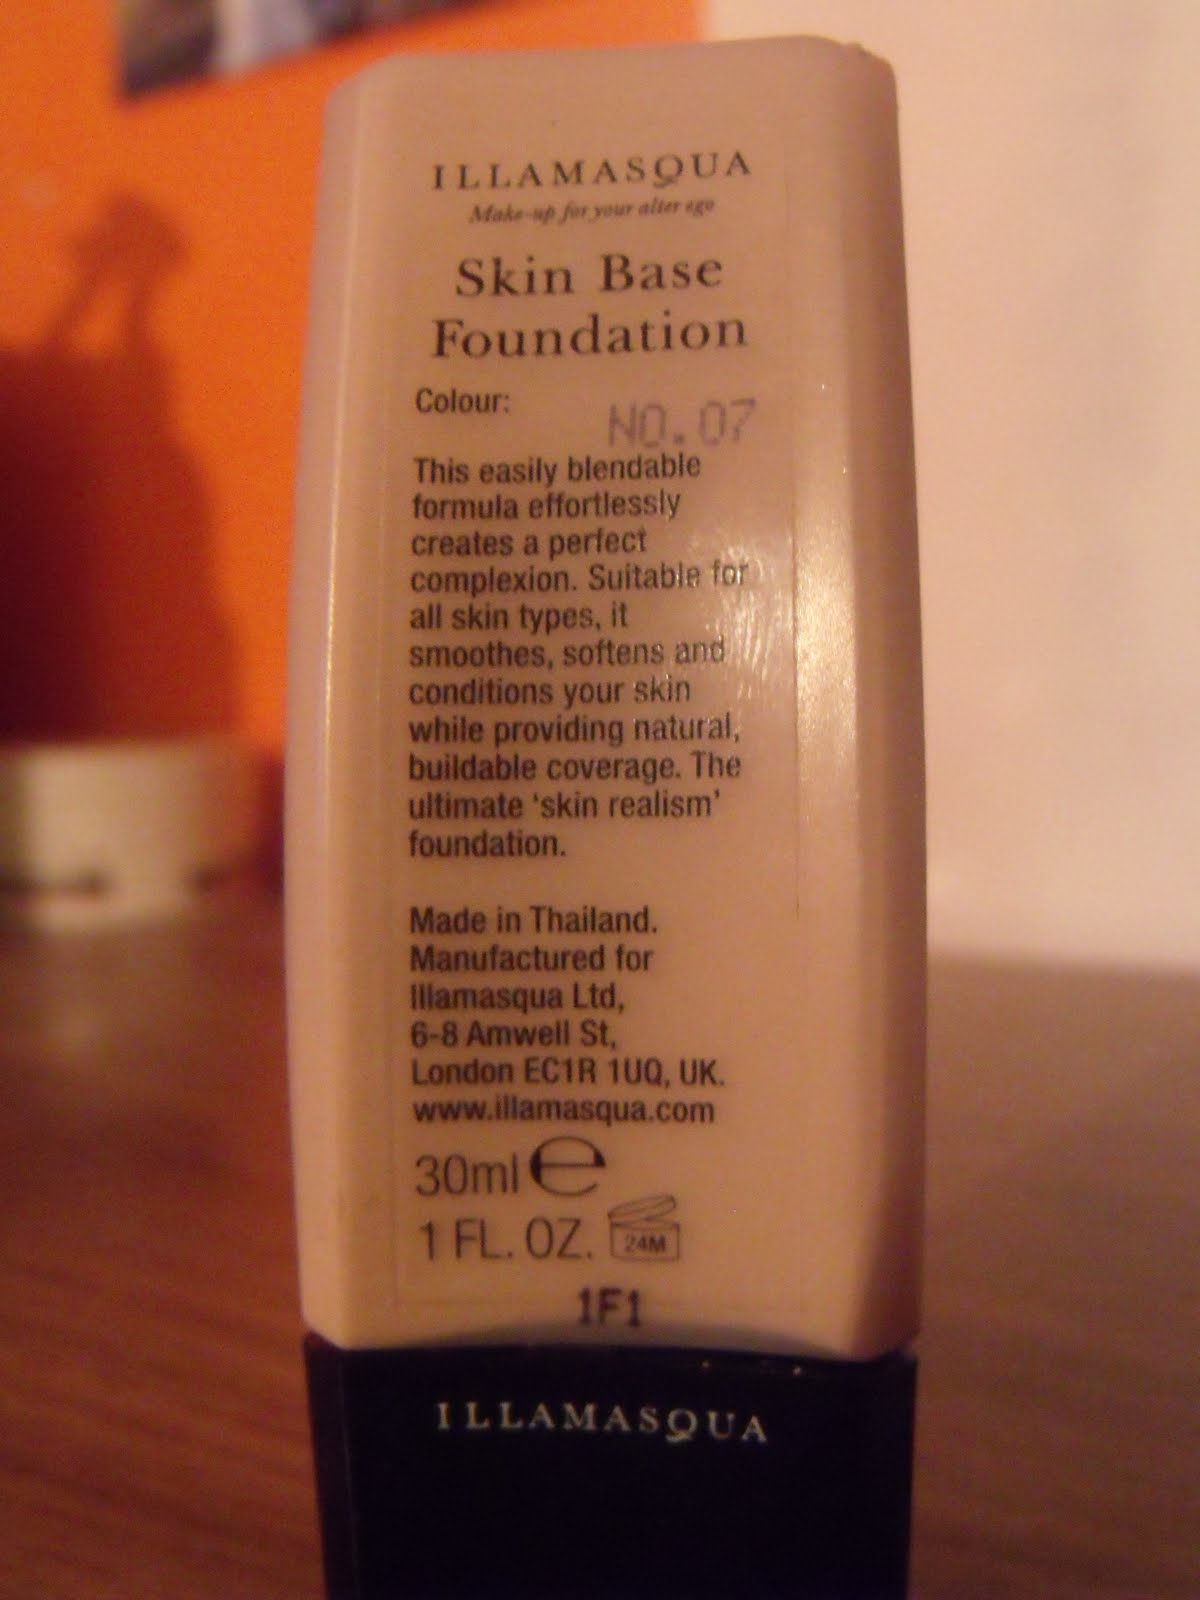 ILLAMASQUA
Make-up for your alter ego
Skin Base
Foundation
Colour: NO.07
This easily blendable
formula effortlessly
creates a perfect
complexion. Suitable for
all skin types, it
smoothes, softens and
conditions your skin
while providing natural,
buildable coverage. The
ultimate ‘skin realism’
foundation.
Made in Thailand.
Manufactured for
Illamasqua Ltd,
6-8 Amwell St,
London EC1R 1UQ, UK.
www.illamasqua.com
30ml e
1 FL. OZ. 24M
1F1
ILLAMASQUA